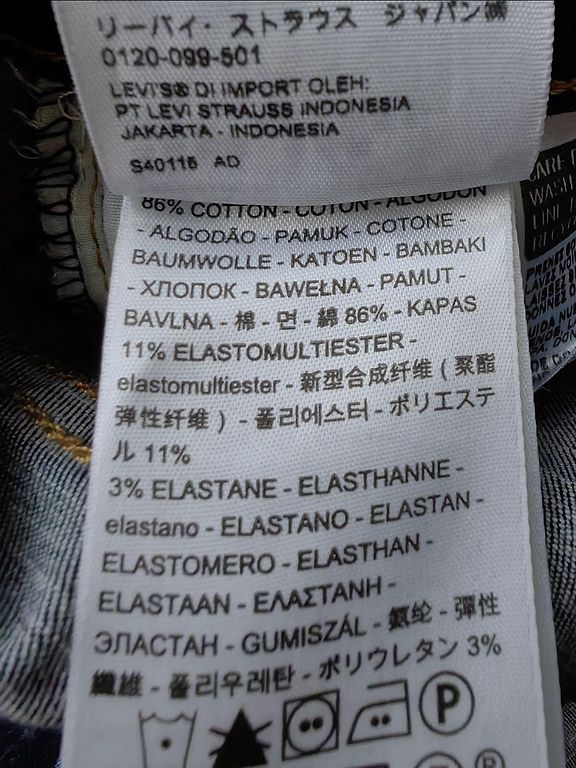 リーバイ・ストラウス ジャパン㈱
0120-099-501
LEVI'S® DI IMPORT OLEH:
PT LEVI STRAUSS INDONESIA
JAKARTA - INDONESIA
S40115 AD
86% COTTON - COTON - ALGODÓN
- ALGODÃO - PAMUK - COTONE -
BAUMWOLLE - KATOEN - BAMBAKI
- ХЛОПОК - BAWEŁNA - PAMUT -
BAVLNA - 棉 - 면 - 綿 86% - KAPAS
11% ELASTOMULTIESTER -
elastomultiester - 新型合成纤维 ( 聚酯
弹性纤维 ) - 폴리에스터 - ポリエステ
ル 11%
3% ELASTANE - ELASTHANNE -
elastano - ELASTANO - ELASTAN -
ELASTOMERO - ELASTHAN -
ELASTAAN - ΕΛΑΣΤΑΝΗ -
ЭЛАСТАН - GUMISZÁL - 氨纶 - 彈性
纖維 - 폴리우레탄 - ポリウレタン 3%
P
®
CARE
WASH
LINE